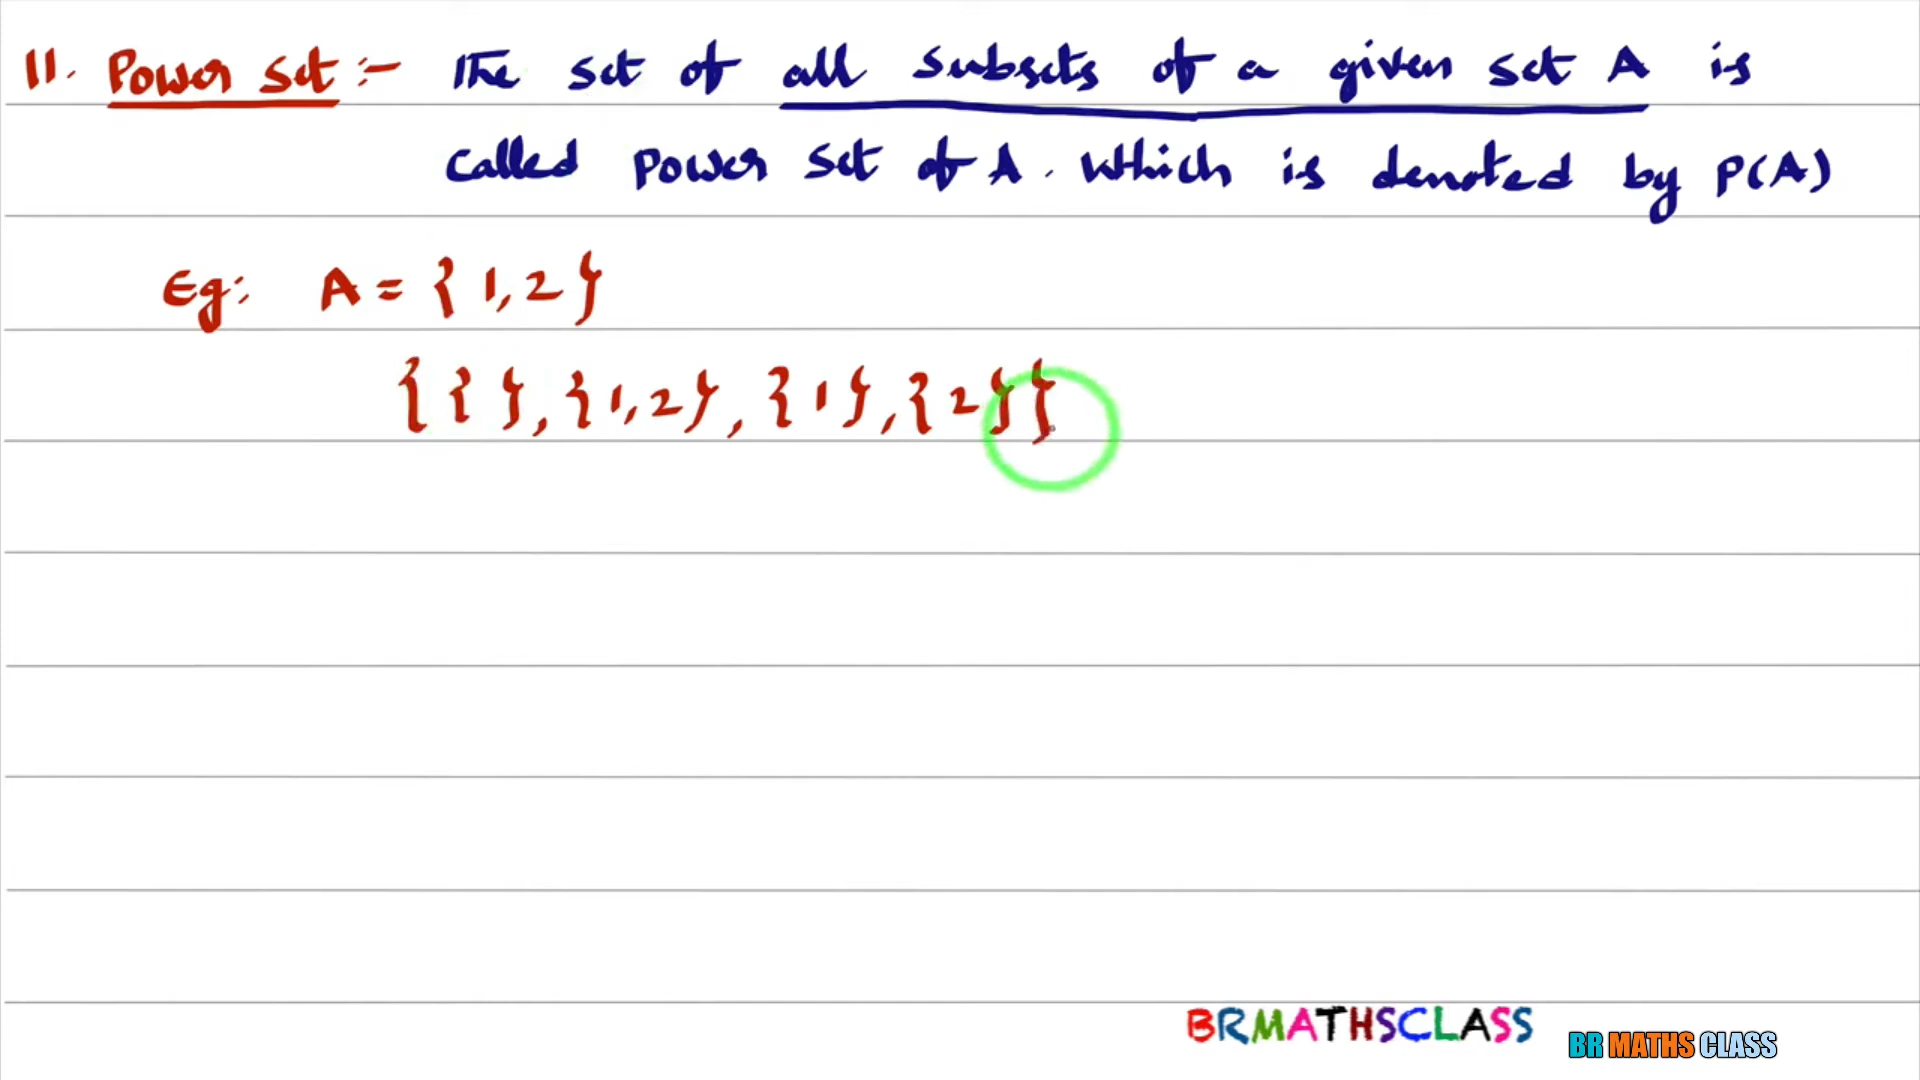 11. Power set :- The set of all subsets of a given set A is
called power set of A. Which is denoted by P(A)
Eg: A = { 1, 2 }
{ { }, { 1, 2 }, { 1 }, { 2 } }
BRMATHSCLASS
BR MATHS CLASS